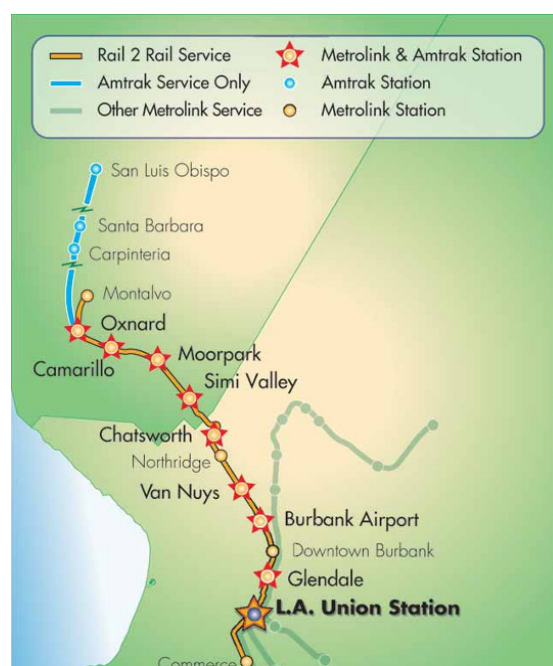 Rail 2 Rail Service
Metrolink & Amtrak Station
Amtrak Service Only
Amtrak Station
Other Metrolink Service
Metrolink Station
San Luis Obispo
Santa Barbara
Carpinteria
Montalvo
Oxnard
Camarillo
Moorpark
Simi Valley
Chatsworth
Northridge
Van Nuys
Burbank Airport
Downtown Burbank
Glendale
L.A. Union Station
Commerce